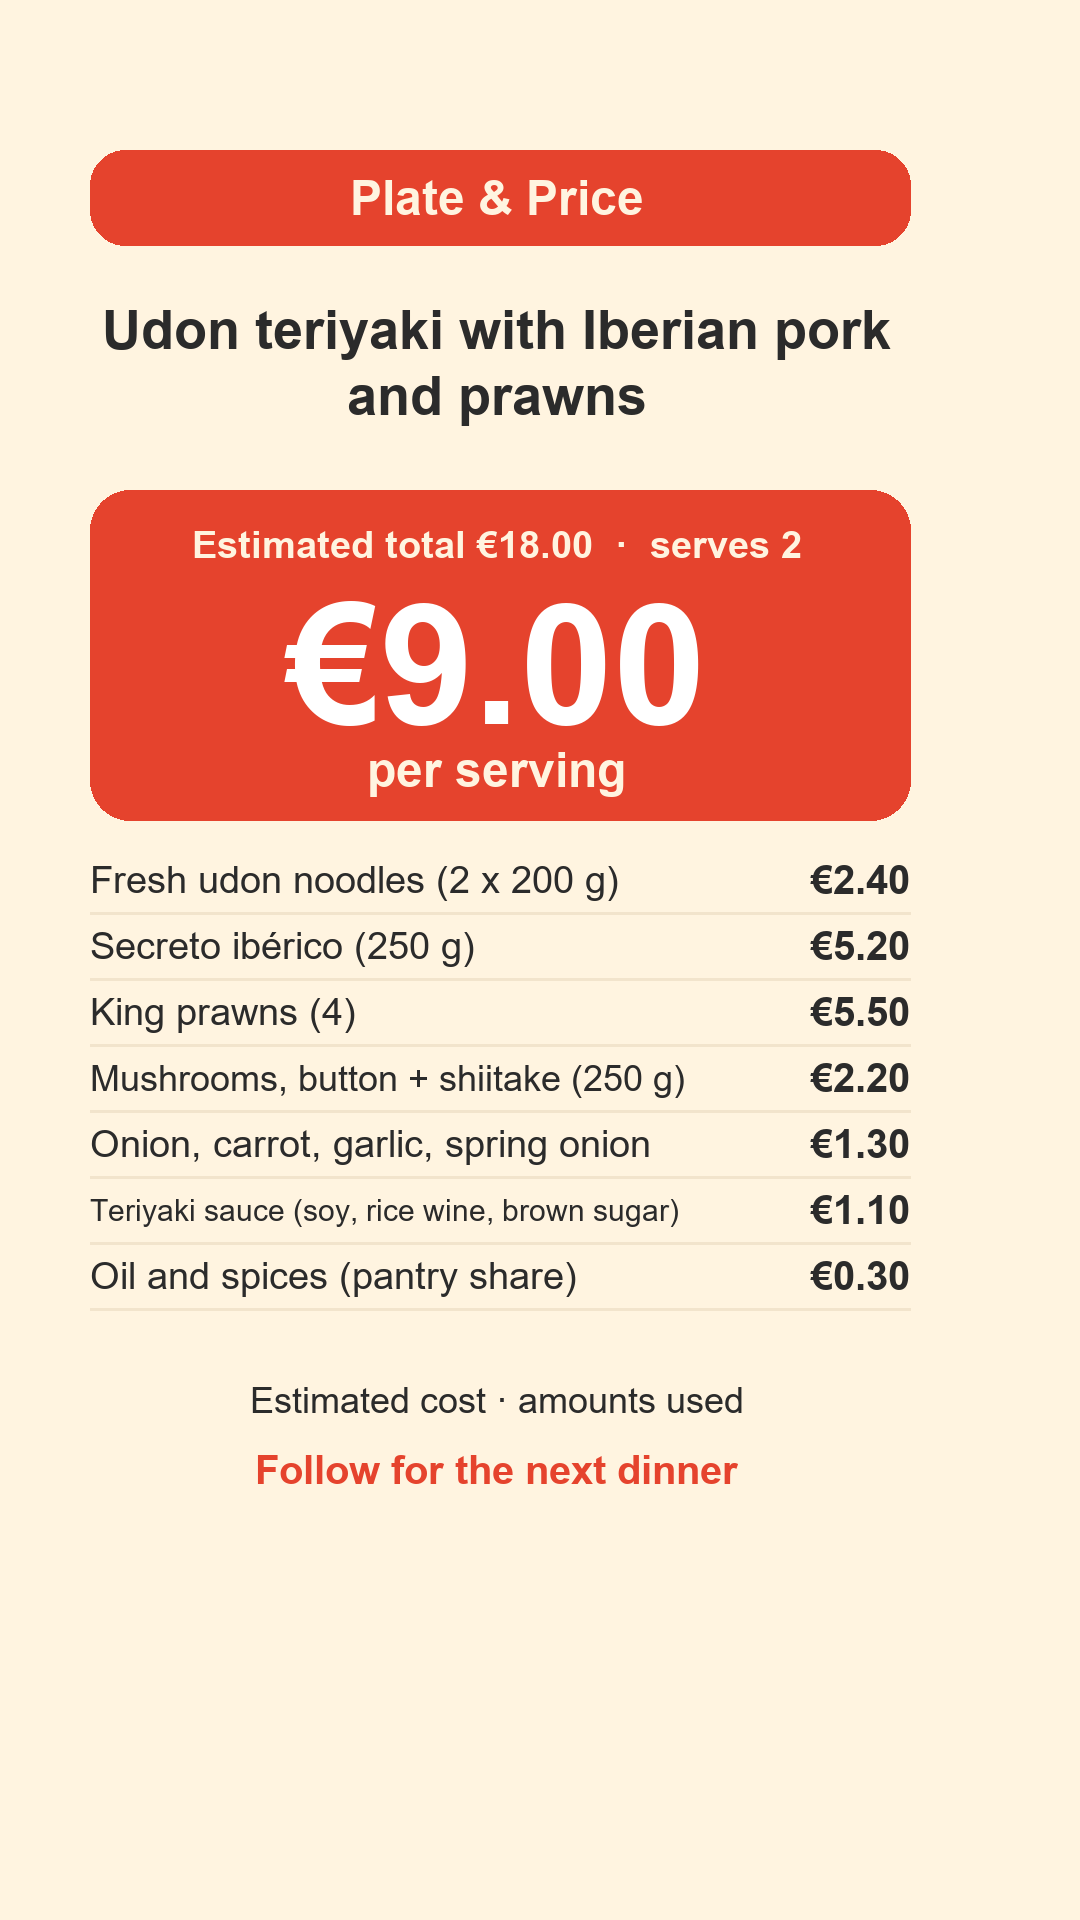 Plate & Price
Udon teriyaki with Iberian pork
and prawns
Estimated total €18.00 · serves 2
€9.00
per serving
Fresh udon noodles (2 x 200 g) €2.40
Secreto ibérico (250 g) €5.20
King prawns (4) €5.50
Mushrooms, button + shiitake (250 g) €2.20
Onion, carrot, garlic, spring onion €1.30
Teriyaki sauce (soy, rice wine, brown sugar) €1.10
Oil and spices (pantry share) €0.30
Estimated cost · amounts used
Follow for the next dinner